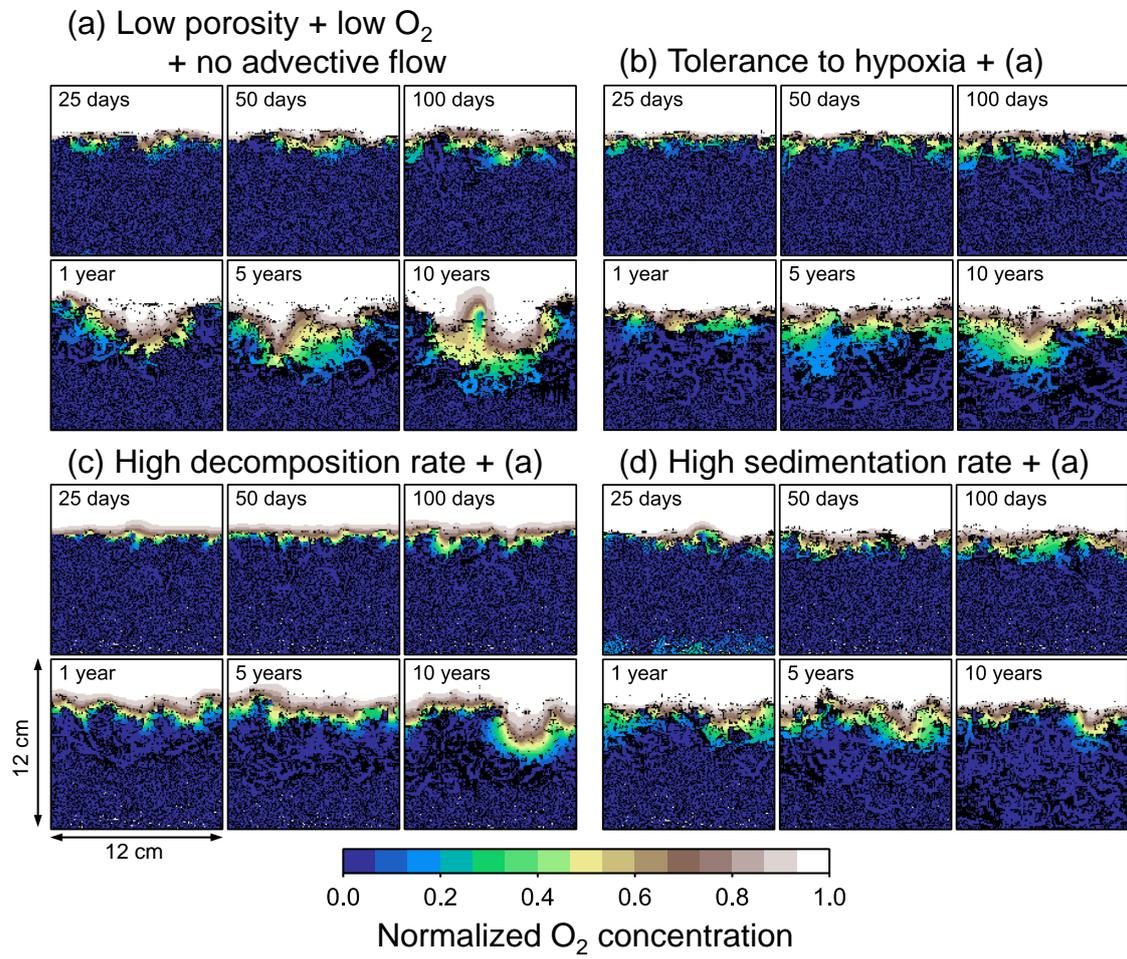 (a) Low porosity + low O₂
+ no advective flow
(b) Tolerance to hypoxia + (a)
25 days
50 days
100 days
25 days
50 days
100 days
1 year
5 years
10 years
1 year
5 years
10 years
(c) High decomposition rate + (a)
(d) High sedimentation rate + (a)
25 days
50 days
100 days
25 days
50 days
100 days
1 year
5 years
10 years
1 year
5 years
10 years
12 cm
12 cm
0.0 0.2 0.4 0.6 0.8 1.0
Normalized O₂ concentration